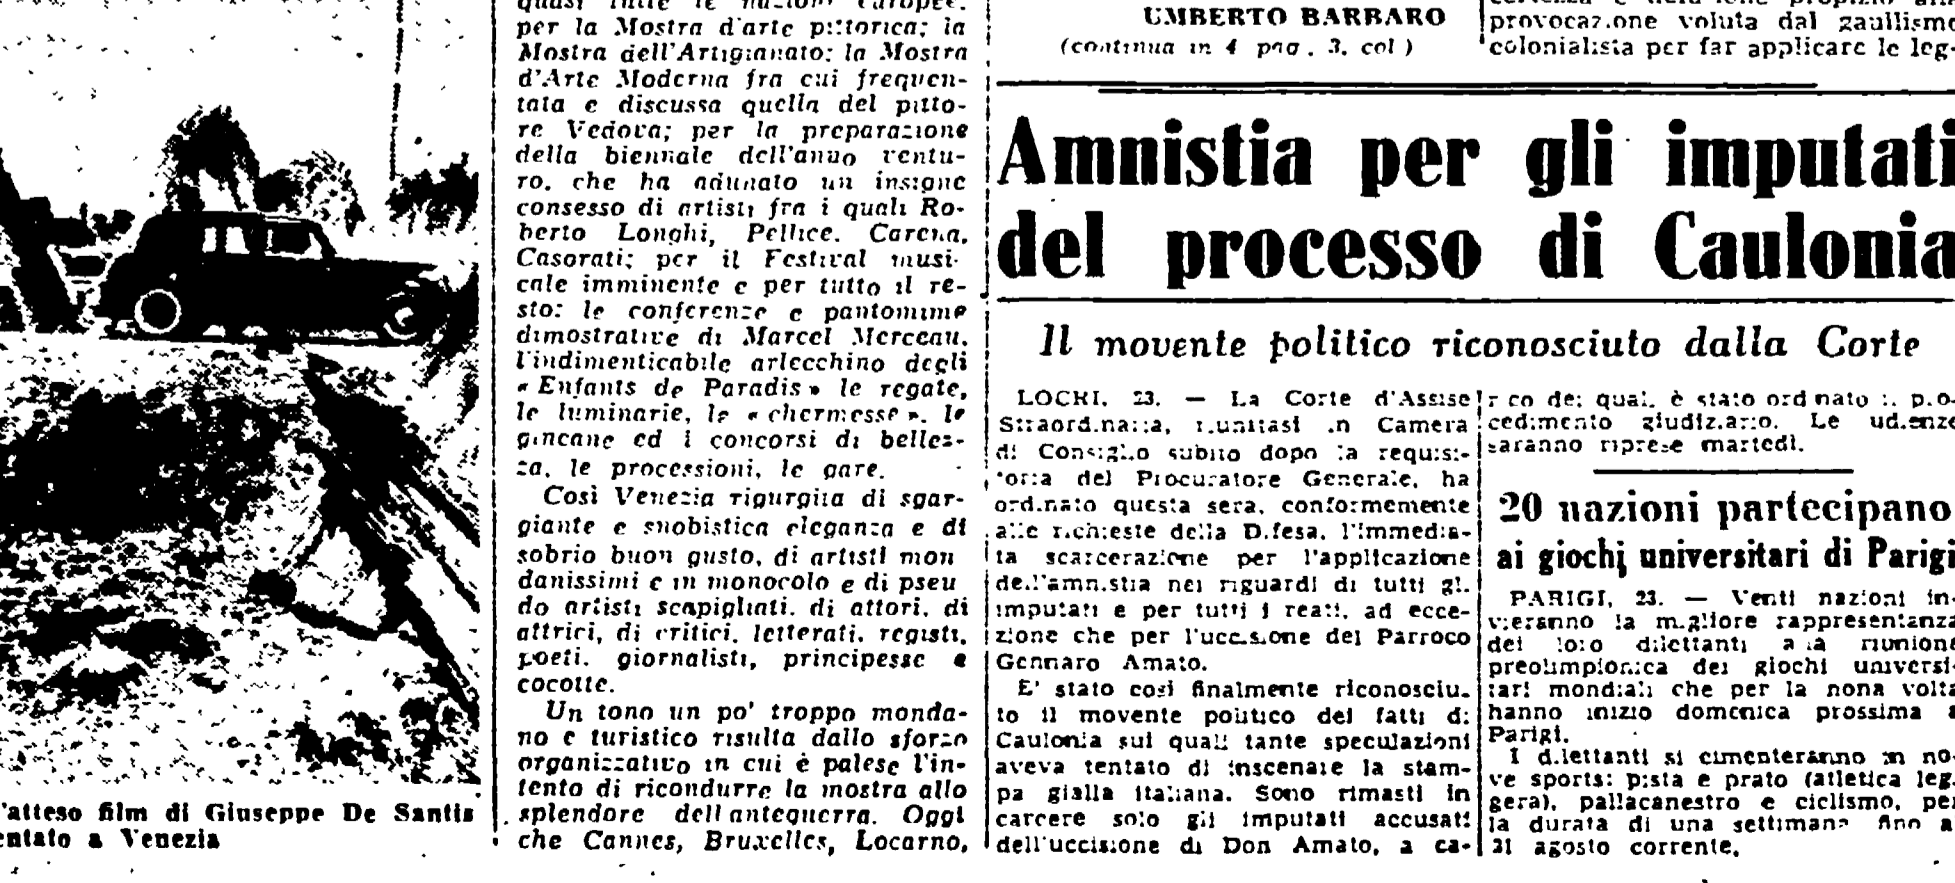 quasi tutte le nazioni europee.
per la Mostra d'arte pittorica; la
Mostra dell'Artigianato; la Mostra
d'Arte Moderna fra cui frequen-
tata e discussa quella del pitto-
re Vedova; per la preparazione
della biennale dell'anno ventu-
ro, che ha adunato un insigne
consesso di artisti fra i quali Ro-
berto Longhi, Pellice, Carena,
Casorati; per il Festival musi-
cale imminente e per tutto il re-
sto: le conferenze e pantomime
dimostrative di Marcel Merceau,
l'indimenticabile arlecchino degli
« Enfants de Paradis » le regate,
le luminarie, le « chermesse », le
gincane ed i concorsi di bellez-
za, le processioni, le gare.
Così Venezia rigurgita di sgar-
giante e snobistica eleganza e di
sobrio buon gusto, di artisti mon
danissimi e in monocolo e di pseu
do artisti scapigliati, di attori, di
attrici, di critici, letterati, registi,
poeti, giornalisti, principesse e
cocotte.
Un tono un po' troppo monda-
no e turistico risulta dallo sforzo
organizzativo in cui è palese l'in-
tento di ricondurre la mostra allo
splendore dell'anteguerra. Oggi
che Cannes, Bruxelles, Locarno,
'atteso film di Giuseppe De Santis
entato a Venezia
UMBERTO BARBARO
(continua in 4 pag. 3. col)
provocazione voluta dal gaullismo
colonialista per far applicare le leg-
Amnistia per gli imputati
del processo di Caulonia
Il movente politico riconosciuto dalla Corte
LOCRI, 23. — La Corte d'Assise
Straordinaria, riunitasi in Camera
di Consiglio subito dopo la requisi-
toria del Procuratore Generale, ha
ordinato questa sera, conformemente
alle richieste della Difesa, l'immedia-
ta scarcerazione per l'applicazione
dell'amnistia nei riguardi di tutti gli
imputati e per tutti i reati, ad ecce-
zione che per l'uccisione del Parroco
Gennaro Amato.
E' stato così finalmente riconosciu-
to il movente politico dei fatti di
Caulonia sui quali tante speculazioni
aveva tentato di inscenare la stam-
pa gialla italiana. Sono rimasti in
carcere solo gli imputati accusati
dell'uccisione di Don Amato, a ca-
rico dei quali è stato ordinato il pro-
cedimento giudiziario. Le udienze
saranno riprese martedì.
20 nazioni partecipano
ai giochi universitari di Parigi
PARIGI, 23. — Venti nazioni in-
vieranno la migliore rappresentanza
dei loro dilettanti alla riunione
preolimpionica dei giochi universi-
tari mondiali che per la nona volta
hanno inizio domenica prossima a
Parigi.
I dilettanti si cimenteranno in no-
ve sports: pista e prato (atletica leg
gera), pallacanestro e ciclismo, per
la durata di una settimana fino al
31 agosto corrente.